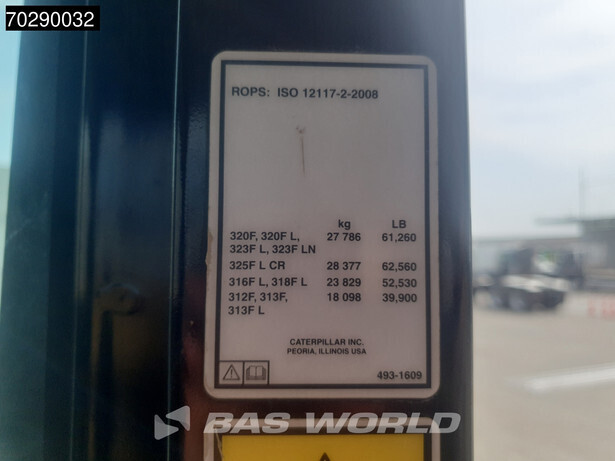 70290032
ROPS: ISO 12117-2-2008
kg LB
320F, 320F L, 27 786 61,260
323F L, 323F LN
325F L CR 28 377 62,560
316F L, 318F L 23 829 52,530
312F, 313F, 18 098 39,900
313F L
CATERPILLAR INC.
PEORIA, ILLINOIS USA
493-1609
BAS WORLD